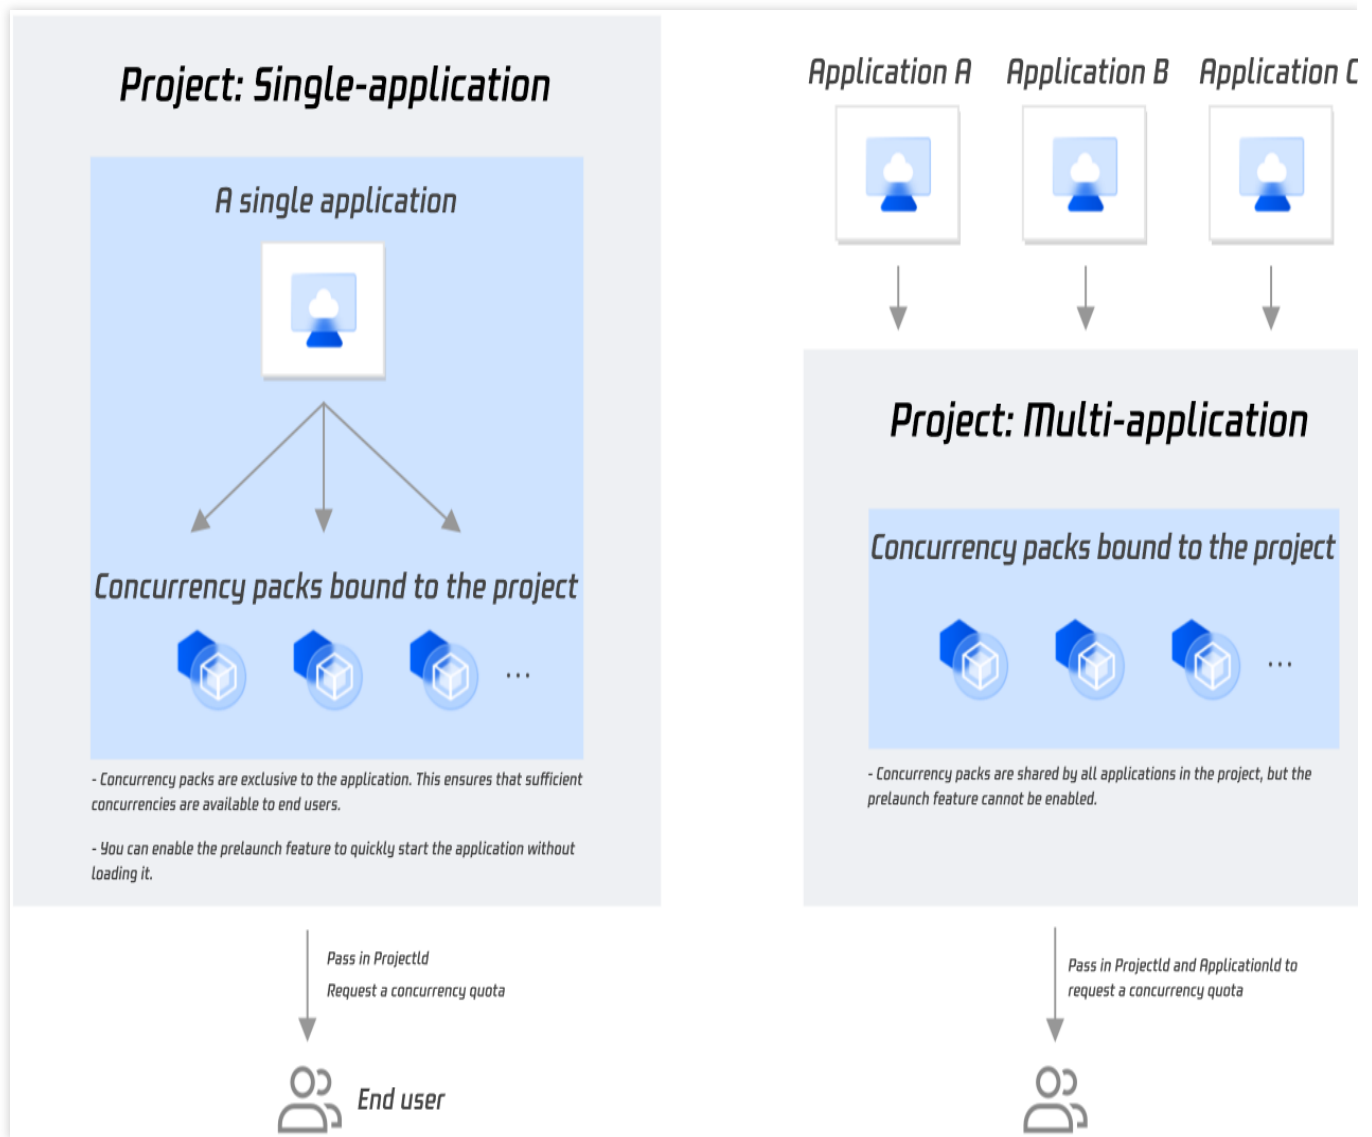 Project: Single-application
A single application
Concurrency packs bound to the project
...
- Concurrency packs are exclusive to the application. This ensures that sufficient
concurrencies are available to end users.
- You can enable the prelaunch feature to quickly start the application without
loading it.
Pass in ProjectId
Request a concurrency quota
End user
Application A
Application B
Application C
Project: Multi-application
Concurrency packs bound to the project
...
- Concurrency packs are shared by all applications in the project, but the
prelaunch feature cannot be enabled.
Pass in ProjectId and ApplicationId to
request a concurrency quota